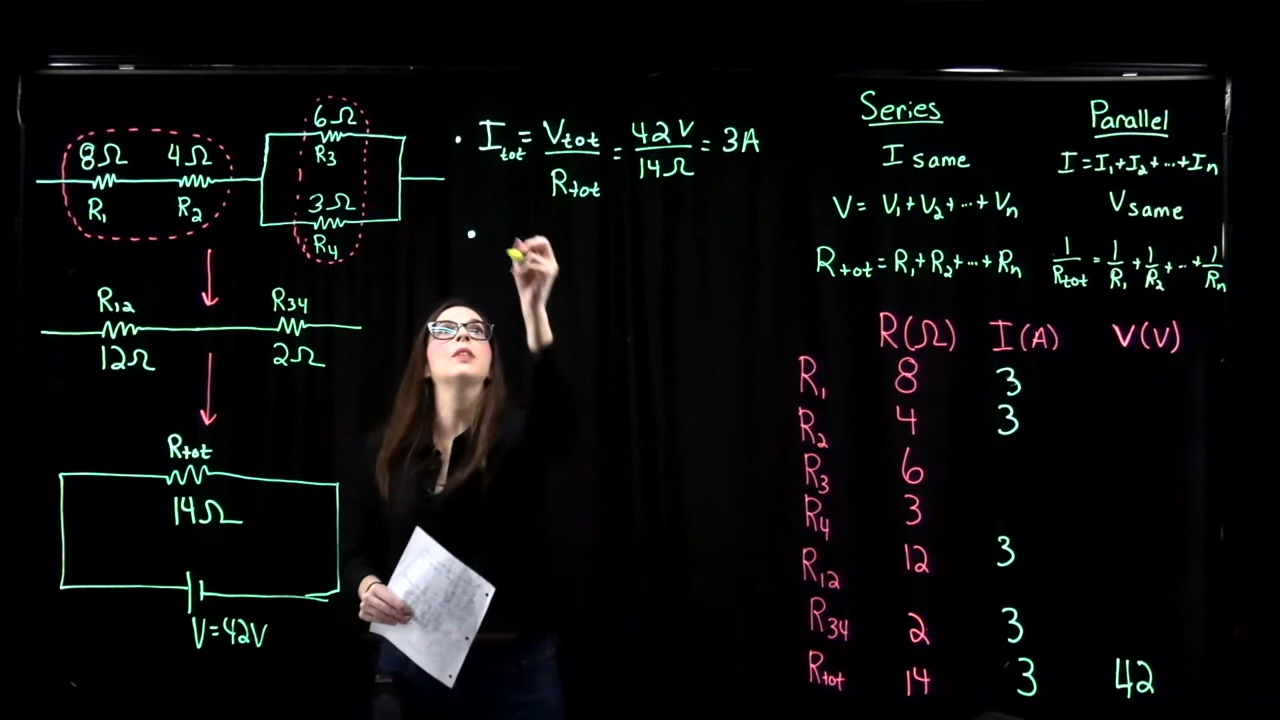 6Ω
R₃
8Ω 4Ω
R₁ R₂
3Ω
R₄
R₁₂ R₃₄
12Ω 2Ω
Rtot
14Ω
V=42V
• Itot = Vtot/Rtot = 42V/14Ω = 3A
•
Series
I same
V = V₁+V₂+...+Vn
Rtot = R₁+R₂+...+Rn
Parallel
I = I₁+I₂+...+In
V same
1/Rtot = 1/R₁+1/R₂+...+1/Rn
R(Ω) I(A) V(V)
R₁ 8 3
R₂ 4 3
R₃ 6
R₄ 3
R₁₂ 12 3
R₃₄ 2 3
Rtot 14 3 42